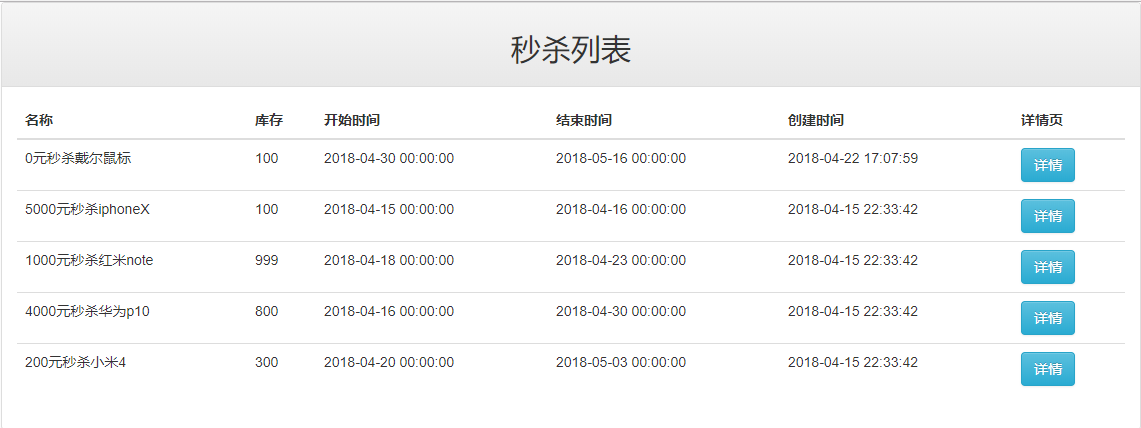 秒杀列表
名称 库存 开始时间 结束时间 创建时间 详情页
0元秒杀戴尔鼠标 100 2018-04-30 00:00:00 2018-05-16 00:00:00 2018-04-22 17:07:59 详情
5000元秒杀iphoneX 100 2018-04-15 00:00:00 2018-04-16 00:00:00 2018-04-15 22:33:42 详情
1000元秒杀红米note 999 2018-04-18 00:00:00 2018-04-23 00:00:00 2018-04-15 22:33:42 详情
4000元秒杀华为p10 800 2018-04-16 00:00:00 2018-04-30 00:00:00 2018-04-15 22:33:42 详情
200元秒杀小米4 300 2018-04-20 00:00:00 2018-05-03 00:00:00 2018-04-15 22:33:42 详情